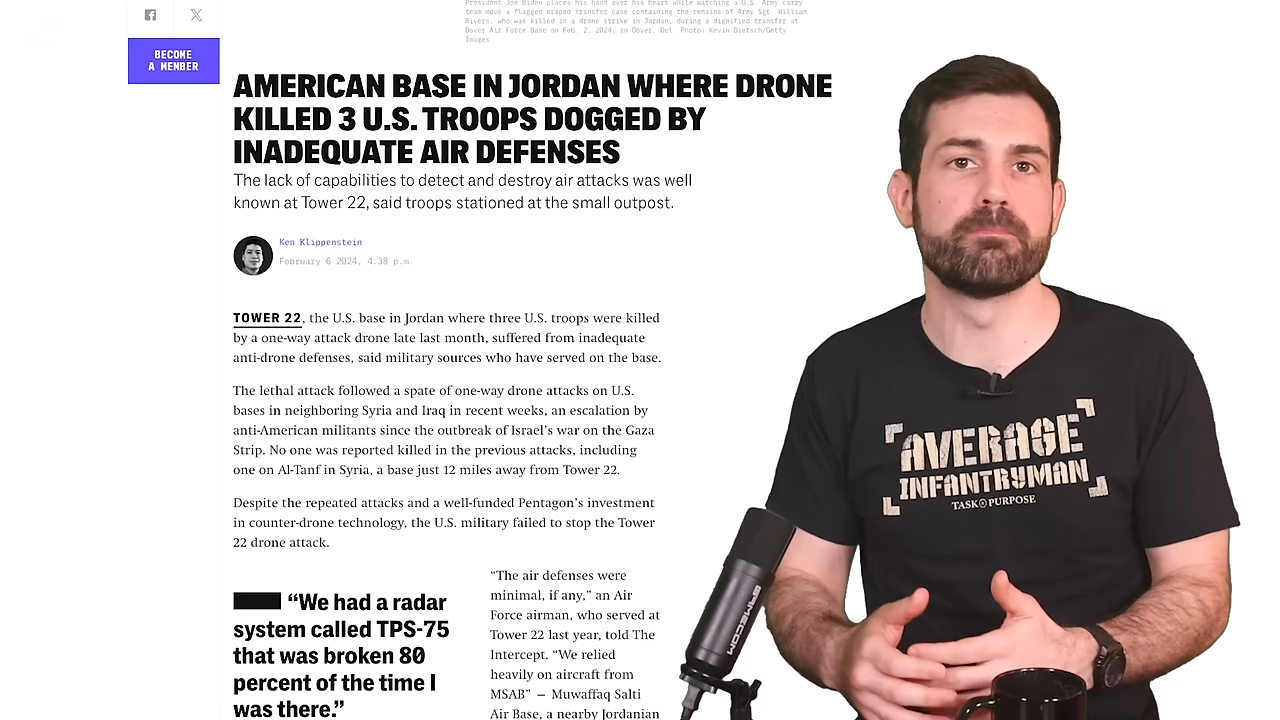 President Joe Biden places his hand over his heart while watching a U.S. Army carry
team move a flagged draped transfer case containing the remains of Army Sgt. William
Rivers, who was killed in a drone strike in Jordan, during a dignified transfer at
Dover Air Force Base on Feb. 2, 2024, in Dover, Del. Photo: Kevin Dietsch/Getty
Images
BECOME
A MEMBER
AMERICAN BASE IN JORDAN WHERE DRONE
KILLED 3 U.S. TROOPS DOGGED BY
INADEQUATE AIR DEFENSES
The lack of capabilities to detect and destroy air attacks was well
known at Tower 22, said troops stationed at the small outpost.
Ken Klippenstein
February 6 2024, 4:38 p.m.
TOWER 22, the U.S. base in Jordan where three U.S. troops were killed
by a one-way attack drone late last month, suffered from inadequate
anti-drone defenses, said military sources who have served on the base.
The lethal attack followed a spate of one-way drone attacks on U.S.
bases in neighboring Syria and Iraq in recent weeks, an escalation by
anti-American militants since the outbreak of Israel's war on the Gaza
Strip. No one was reported killed in the previous attacks, including
one on Al-Tanf in Syria, a base just 12 miles away from Tower 22.
Despite the repeated attacks and a well-funded Pentagon's investment
in counter-drone technology, the U.S. military failed to stop the Tower
22 drone attack.
“We had a radar
system called TPS-75
that was broken 80
percent of the time I
was there.”
“The air defenses were
minimal, if any,” an Air
Force airman, who served at
Tower 22 last year, told The
Intercept. “We relied
heavily on aircraft from
MSAB” — Muwaffaq Salti
Air Base, a nearby Jordanian
AVERAGE
INFANTRYMAN
TASK & PURPOSE
GAMECOM